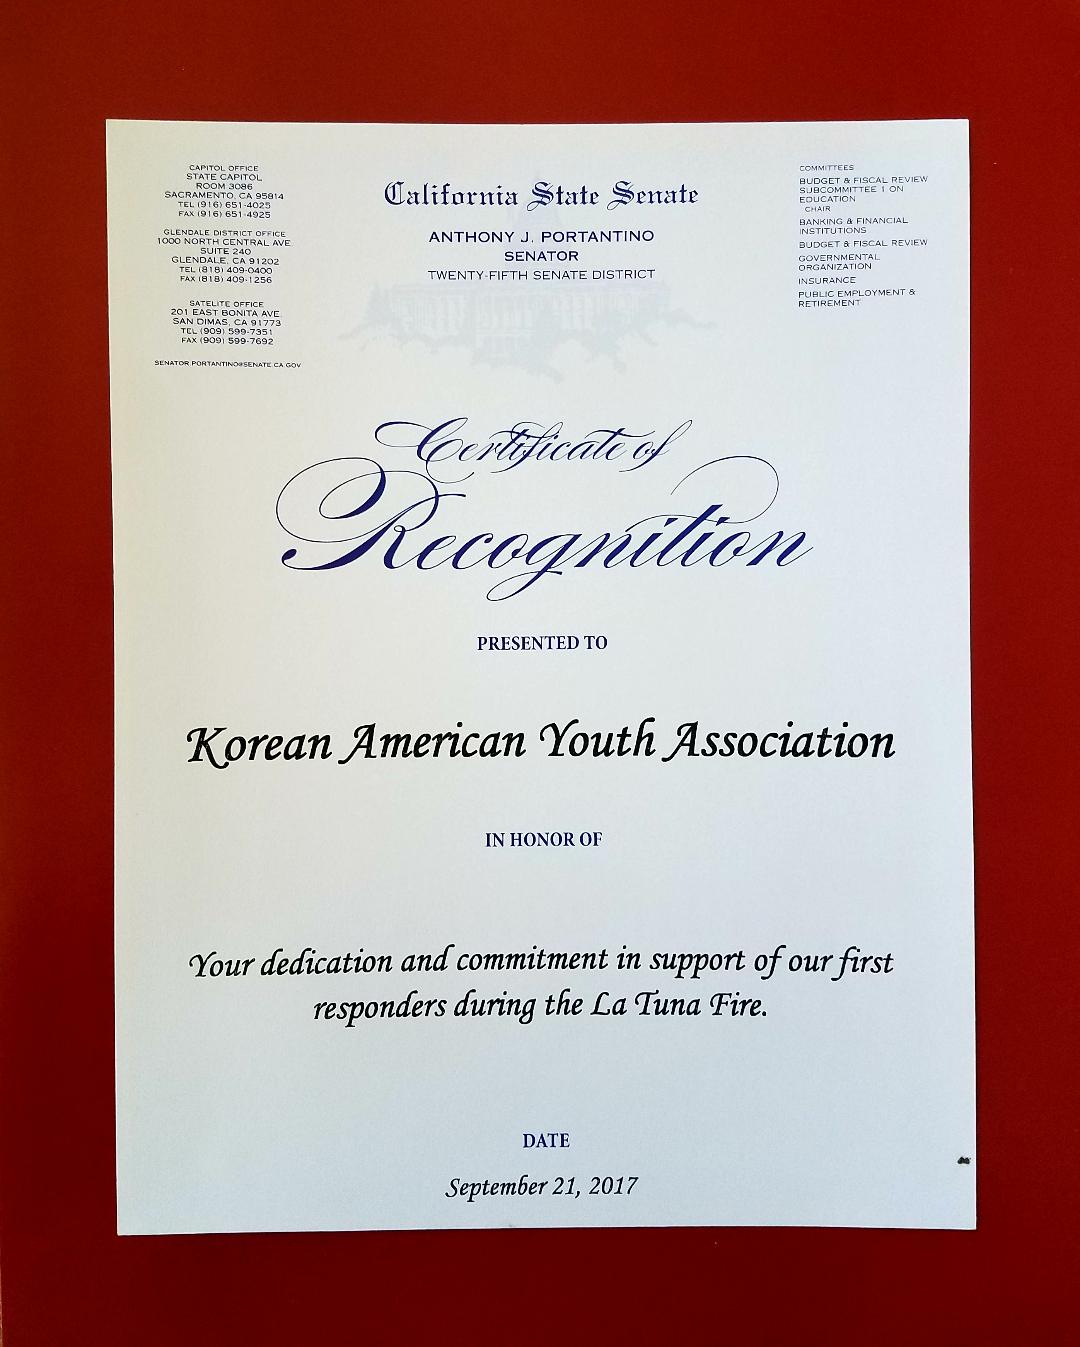 CAPITOL OFFICE
STATE CAPITOL
ROOM 3086
SACRAMENTO, CA 95814
TEL (916) 651-4025
FAX (916) 651-4925
GLENDALE DISTRICT OFFICE
1000 NORTH CENTRAL AVE.
SUITE 240
GLENDALE, CA 91202
TEL (818) 409-0400
FAX (818) 409-1256
SATELITE OFFICE
201 EAST BONITA AVE.
SAN DIMAS, CA 91773
TEL (909) 599-7351
FAX (909) 599-7692
SENATOR.PORTANTINO@SENATE.CA.GOV
California State Senate
ANTHONY J. PORTANTINO
SENATOR
TWENTY-FIFTH SENATE DISTRICT
COMMITTEES
BUDGET & FISCAL REVIEW
SUBCOMMITTEE 1 ON
EDUCATION
CHAIR
BANKING & FINANCIAL
INSTITUTIONS
BUDGET & FISCAL REVIEW
GOVERNMENTAL
ORGANIZATION
INSURANCE
PUBLIC EMPLOYMENT &
RETIREMENT
Certificate of
Recognition
PRESENTED TO
Korean American Youth Association
IN HONOR OF
Your dedication and commitment in support of our first
responders during the La Tuna Fire.
DATE
September 21, 2017